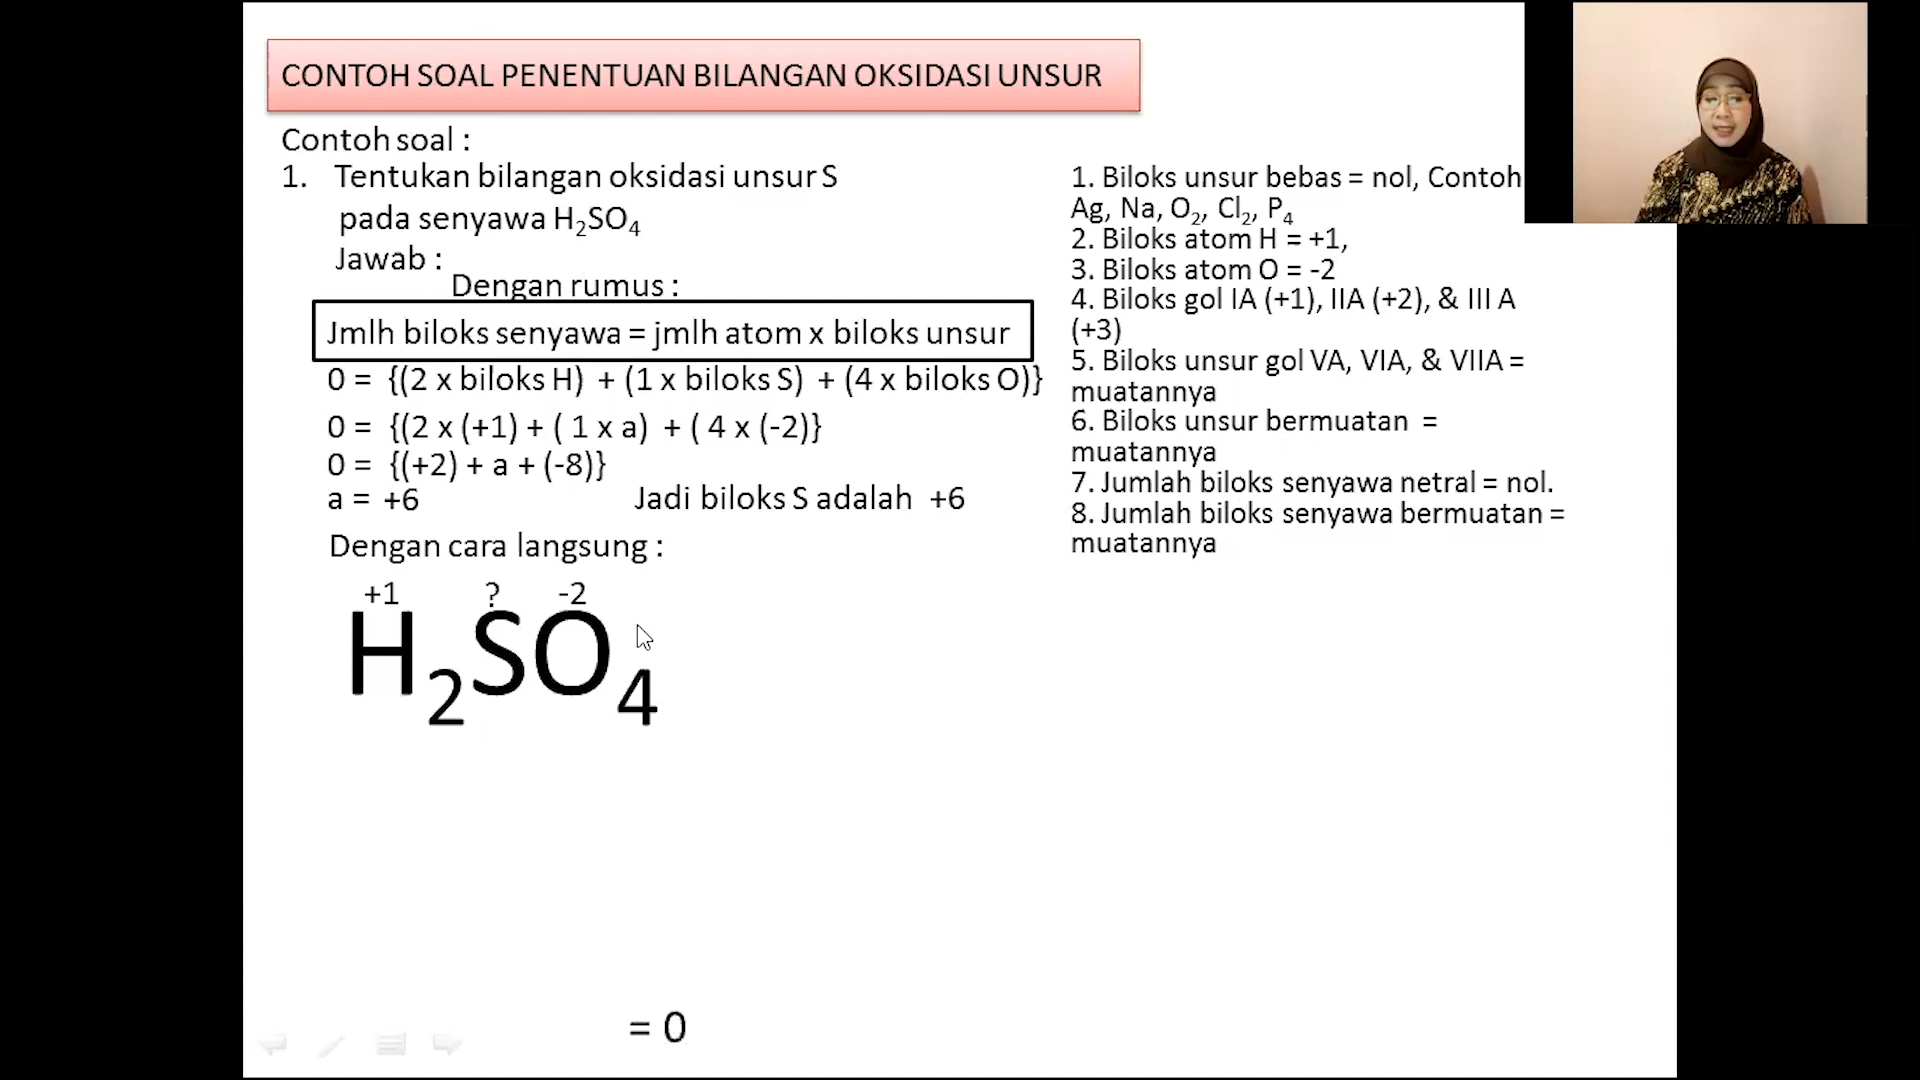 CONTOH SOAL PENENTUAN BILANGAN OKSIDASI UNSUR
Contoh soal :
1. Tentukan bilangan oksidasi unsur S
pada senyawa H₂SO₄
Jawab :
Dengan rumus :
Jmlh biloks senyawa = jmlh atom x biloks unsur
0 = {(2 x biloks H) + (1 x biloks S) + (4 x biloks O)}
0 = {(2 x (+1) + ( 1 x a) + ( 4 x (-2)}
0 = {(+2) + a + (-8)}
a = +6 Jadi biloks S adalah +6
Dengan cara langsung :
+1 ? -2
H₂SO₄
= 0
1. Biloks unsur bebas = nol, Contoh
Ag, Na, O₂, Cl₂, P₄
2. Biloks atom H = +1,
3. Biloks atom O = -2
4. Biloks gol IA (+1), IIA (+2), & III A
(+3)
5. Biloks unsur gol VA, VIA, & VIIA =
muatannya
6. Biloks unsur bermuatan =
muatannya
7. Jumlah biloks senyawa netral = nol.
8. Jumlah biloks senyawa bermuatan =
muatannya